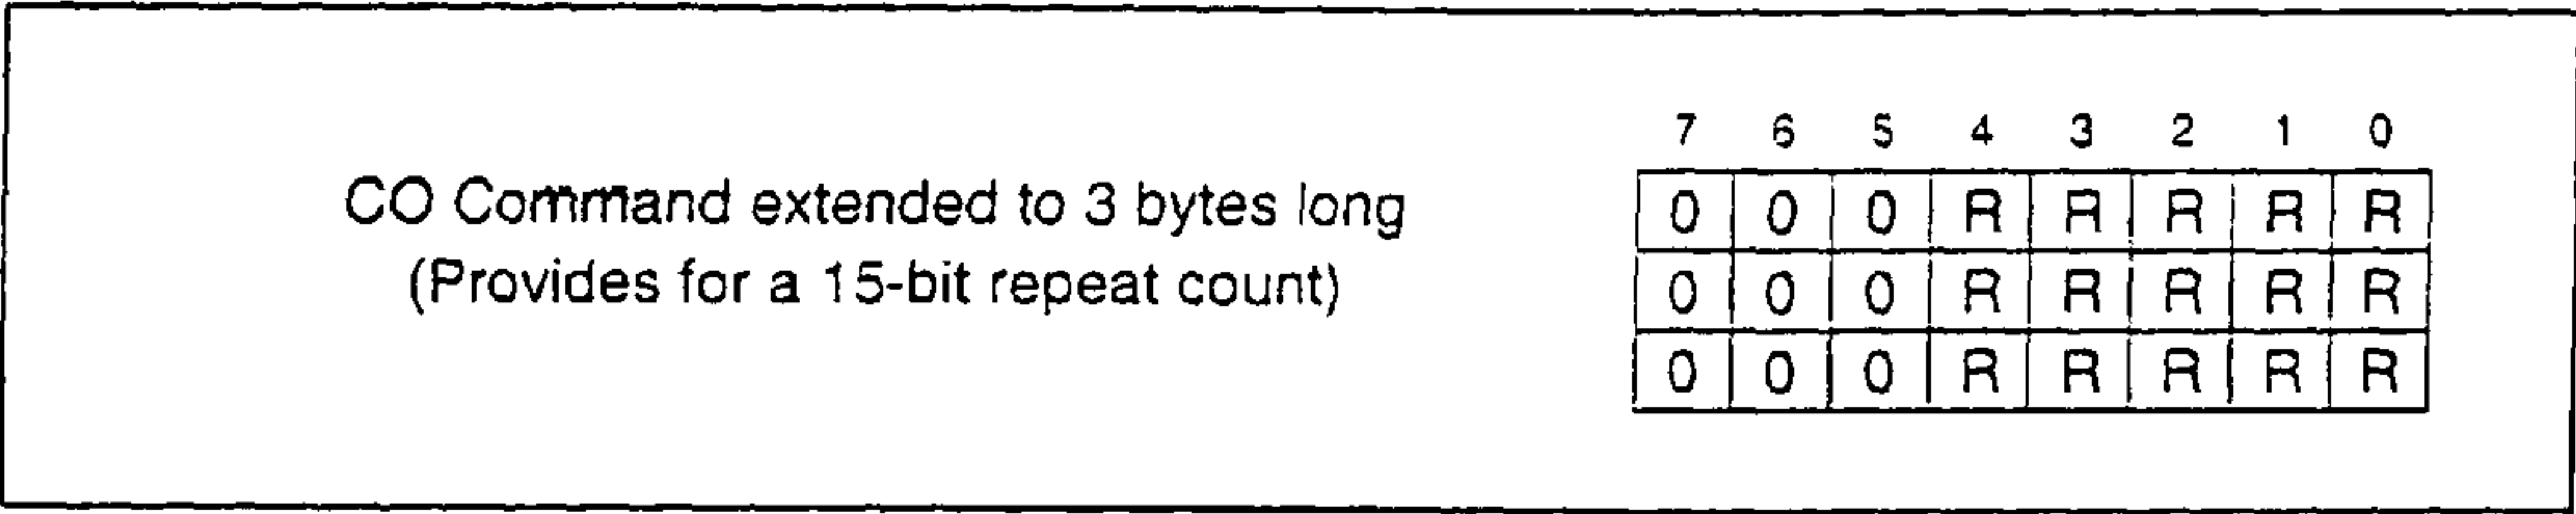 CO Command extended to 3 bytes long
(Provides for a 15-bit repeat count)
7 6 5 4 3 2 1 0
0 0 0 R R R R R
0 0 0 R R R R R
0 0 0 R R R R R